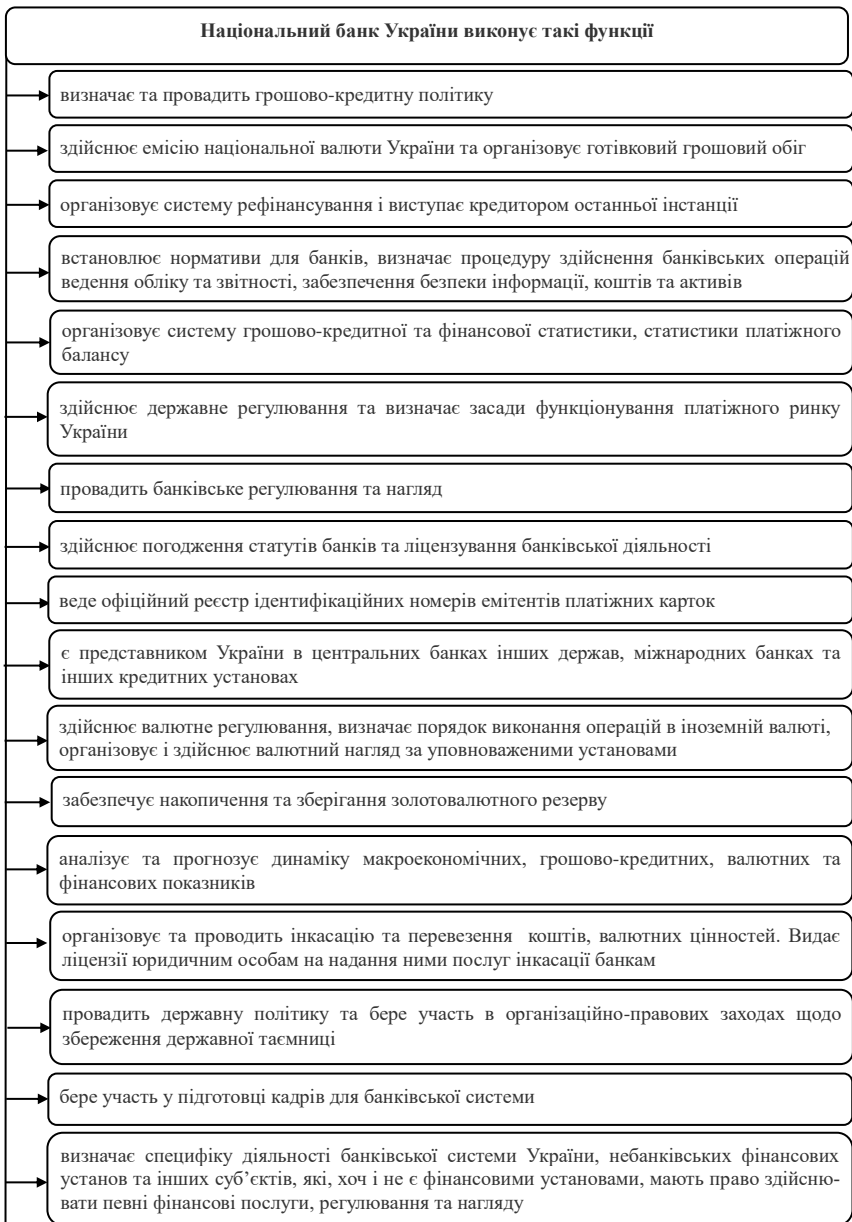 Національний банк України виконує такі функції
визначає та провадить грошово-кредитну політику
здійснює емісію національної валюти України та організовує готівковий грошовий обіг
організовує систему рефінансування і виступає кредитором останньої інстанції
встановлює нормативи для банків, визначає процедуру здійснення банківських операцій
ведення обліку та звітності, забезпечення безпеки інформації, коштів та активів
організовує систему грошово-кредитної та фінансової статистики, статистики платіжного
балансу
здійснює державне регулювання та визначає засади функціонування платіжного ринку
України
провадить банківське регулювання та нагляд
здійснює погодження статутів банків та ліцензування банківської діяльності
веде офіційний реєстр ідентифікаційних номерів емітентів платіжних карток
є представником України в центральних банках інших держав, міжнародних банках та
інших кредитних установах
здійснює валютне регулювання, визначає порядок виконання операцій в іноземній валюті,
організовує і здійснює валютний нагляд за уповноваженими установами
забезпечує накопичення та зберігання золотовалютного резерву
аналізує та прогнозує динаміку макроекономічних, грошово-кредитних, валютних та
фінансових показників
організовує та проводить інкасацію та перевезення коштів, валютних цінностей. Видає
ліцензії юридичним особам на надання ними послуг інкасації банкам
провадить державну політику та бере участь в організаційно-правових заходах щодо
збереження державної таємниці
бере участь у підготовці кадрів для банківської системи
визначає специфіку діяльності банківської системи України, небанківських фінансових
установ та інших суб’єктів, які, хоч і не є фінансовими установами, мають право здійсню-
вати певні фінансові послуги, регулювання та нагляду